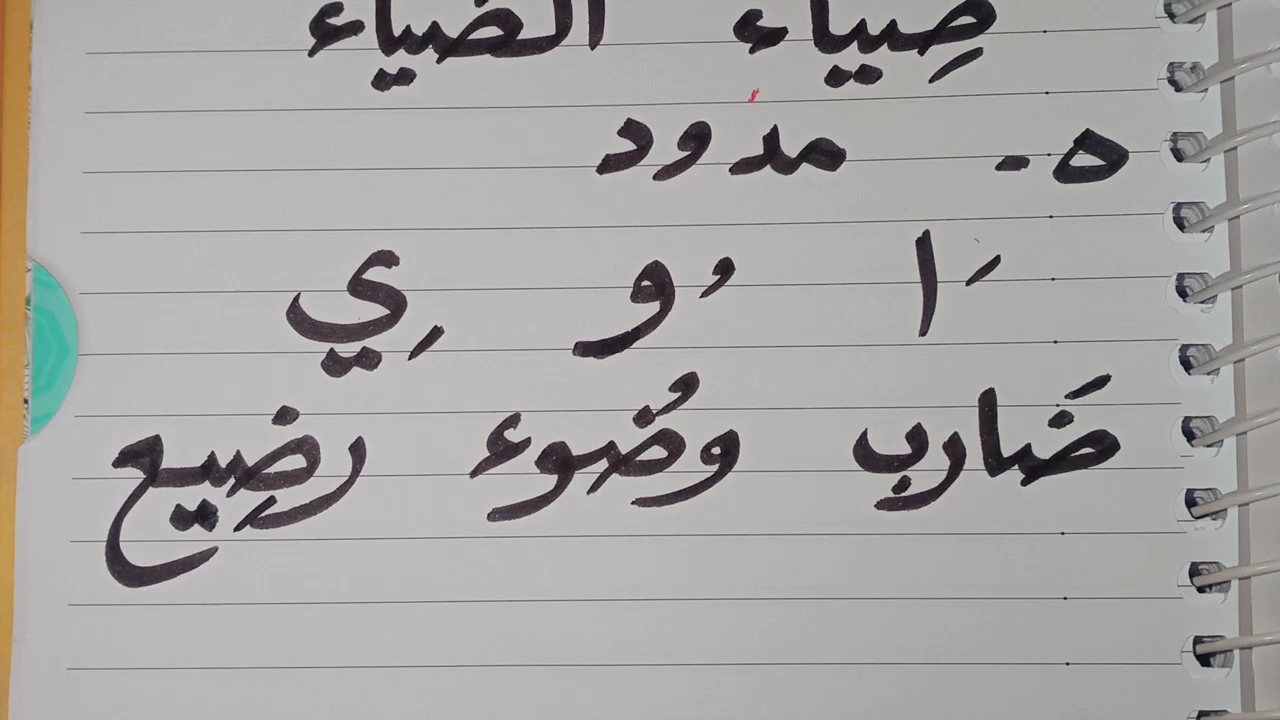 ضِياء الضياء
٥- مدود
َ ا ُ و ِ ي
ضَارب وضُوء رضِيع